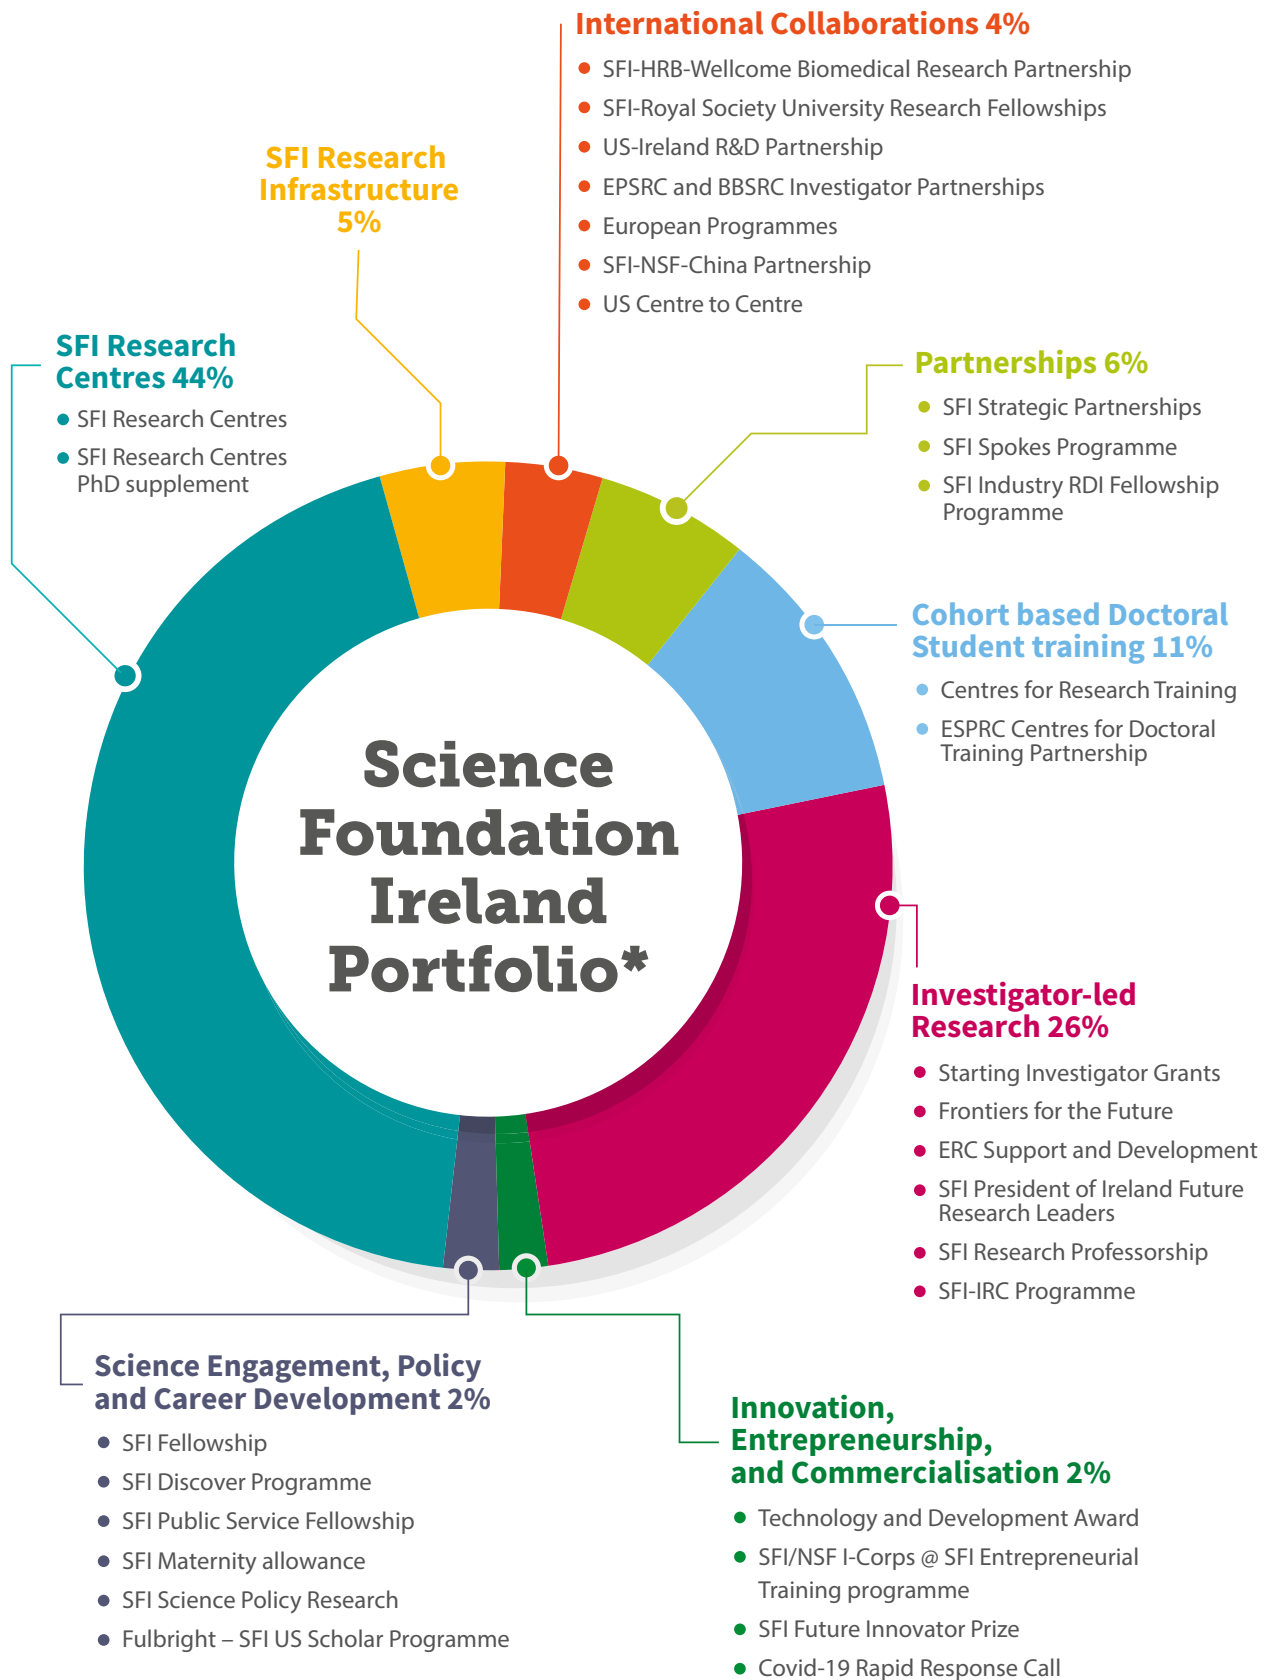 International Collaborations 4%
SFI-HRB-Wellcome Biomedical Research Partnership
SFI-Royal Society University Research Fellowships
US-Ireland R&D Partnership
EPSRC and BBSRC Investigator Partnerships
European Programmes
SFI-NSF-China Partnership
US Centre to Centre
SFI Research
Infrastructure
5%
SFI Research
Centres 44%
SFI Research Centres
SFI Research Centres
PhD supplement
Partnerships 6%
SFI Strategic Partnerships
SFI Spokes Programme
SFI Industry RDI Fellowship
Programme
Cohort based Doctoral
Student training 11%
Centres for Research Training
ESPRC Centres for Doctoral
Training Partnership
Science
Foundation
Ireland
Portfolio*
Investigator-led
Research 26%
Starting Investigator Grants
Frontiers for the Future
ERC Support and Development
SFI President of Ireland Future
Research Leaders
SFI Research Professorship
SFI-IRC Programme
Science Engagement, Policy
and Career Development 2%
SFI Fellowship
SFI Discover Programme
SFI Public Service Fellowship
SFI Maternity allowance
SFI Science Policy Research
Fulbright – SFI US Scholar Programme
Innovation,
Entrepreneurship,
and Commercialisation 2%
Technology and Development Award
SFI/NSF I-Corps @ SFI Entrepreneurial
Training programme
SFI Future Innovator Prize
Covid-19 Rapid Response Call